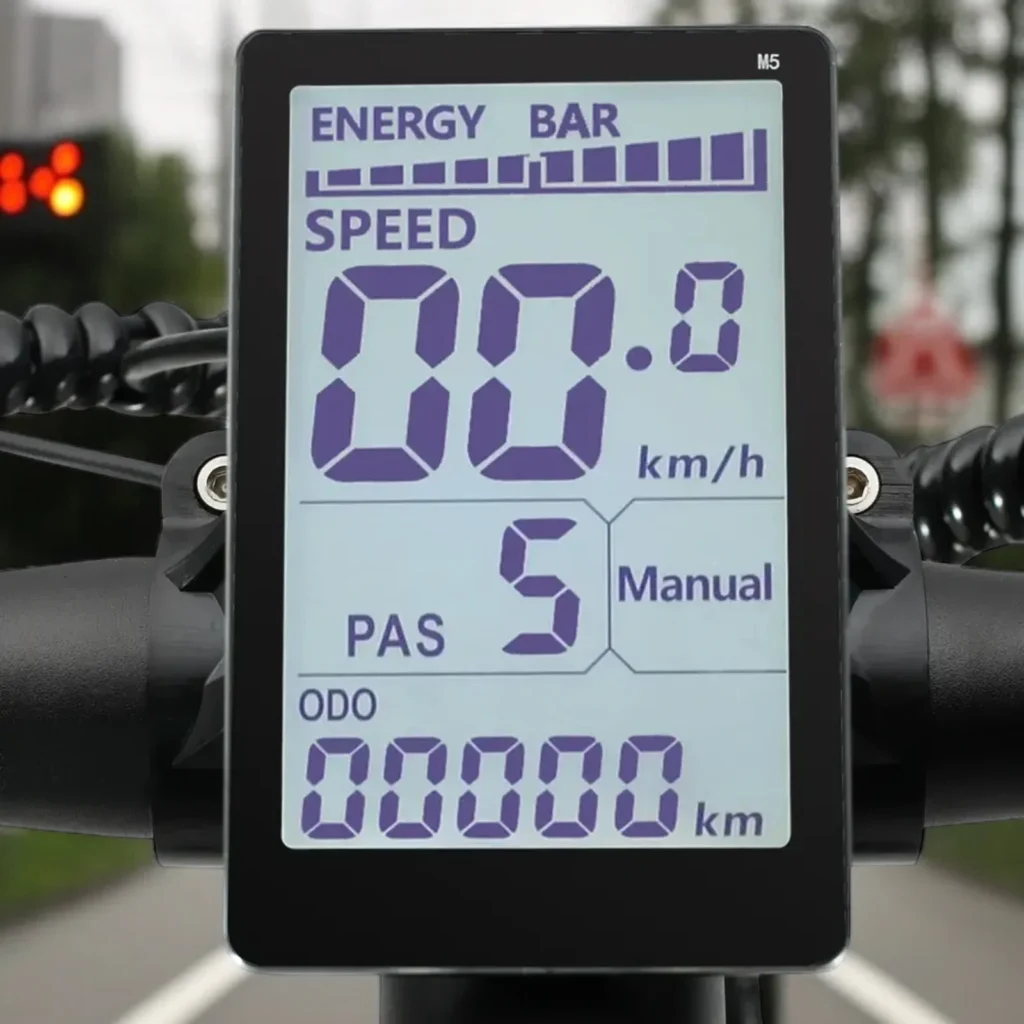 M5
ENERGY BAR
SPEED
00.0
km/h
5
Manual
PAS
ODO
00000 km